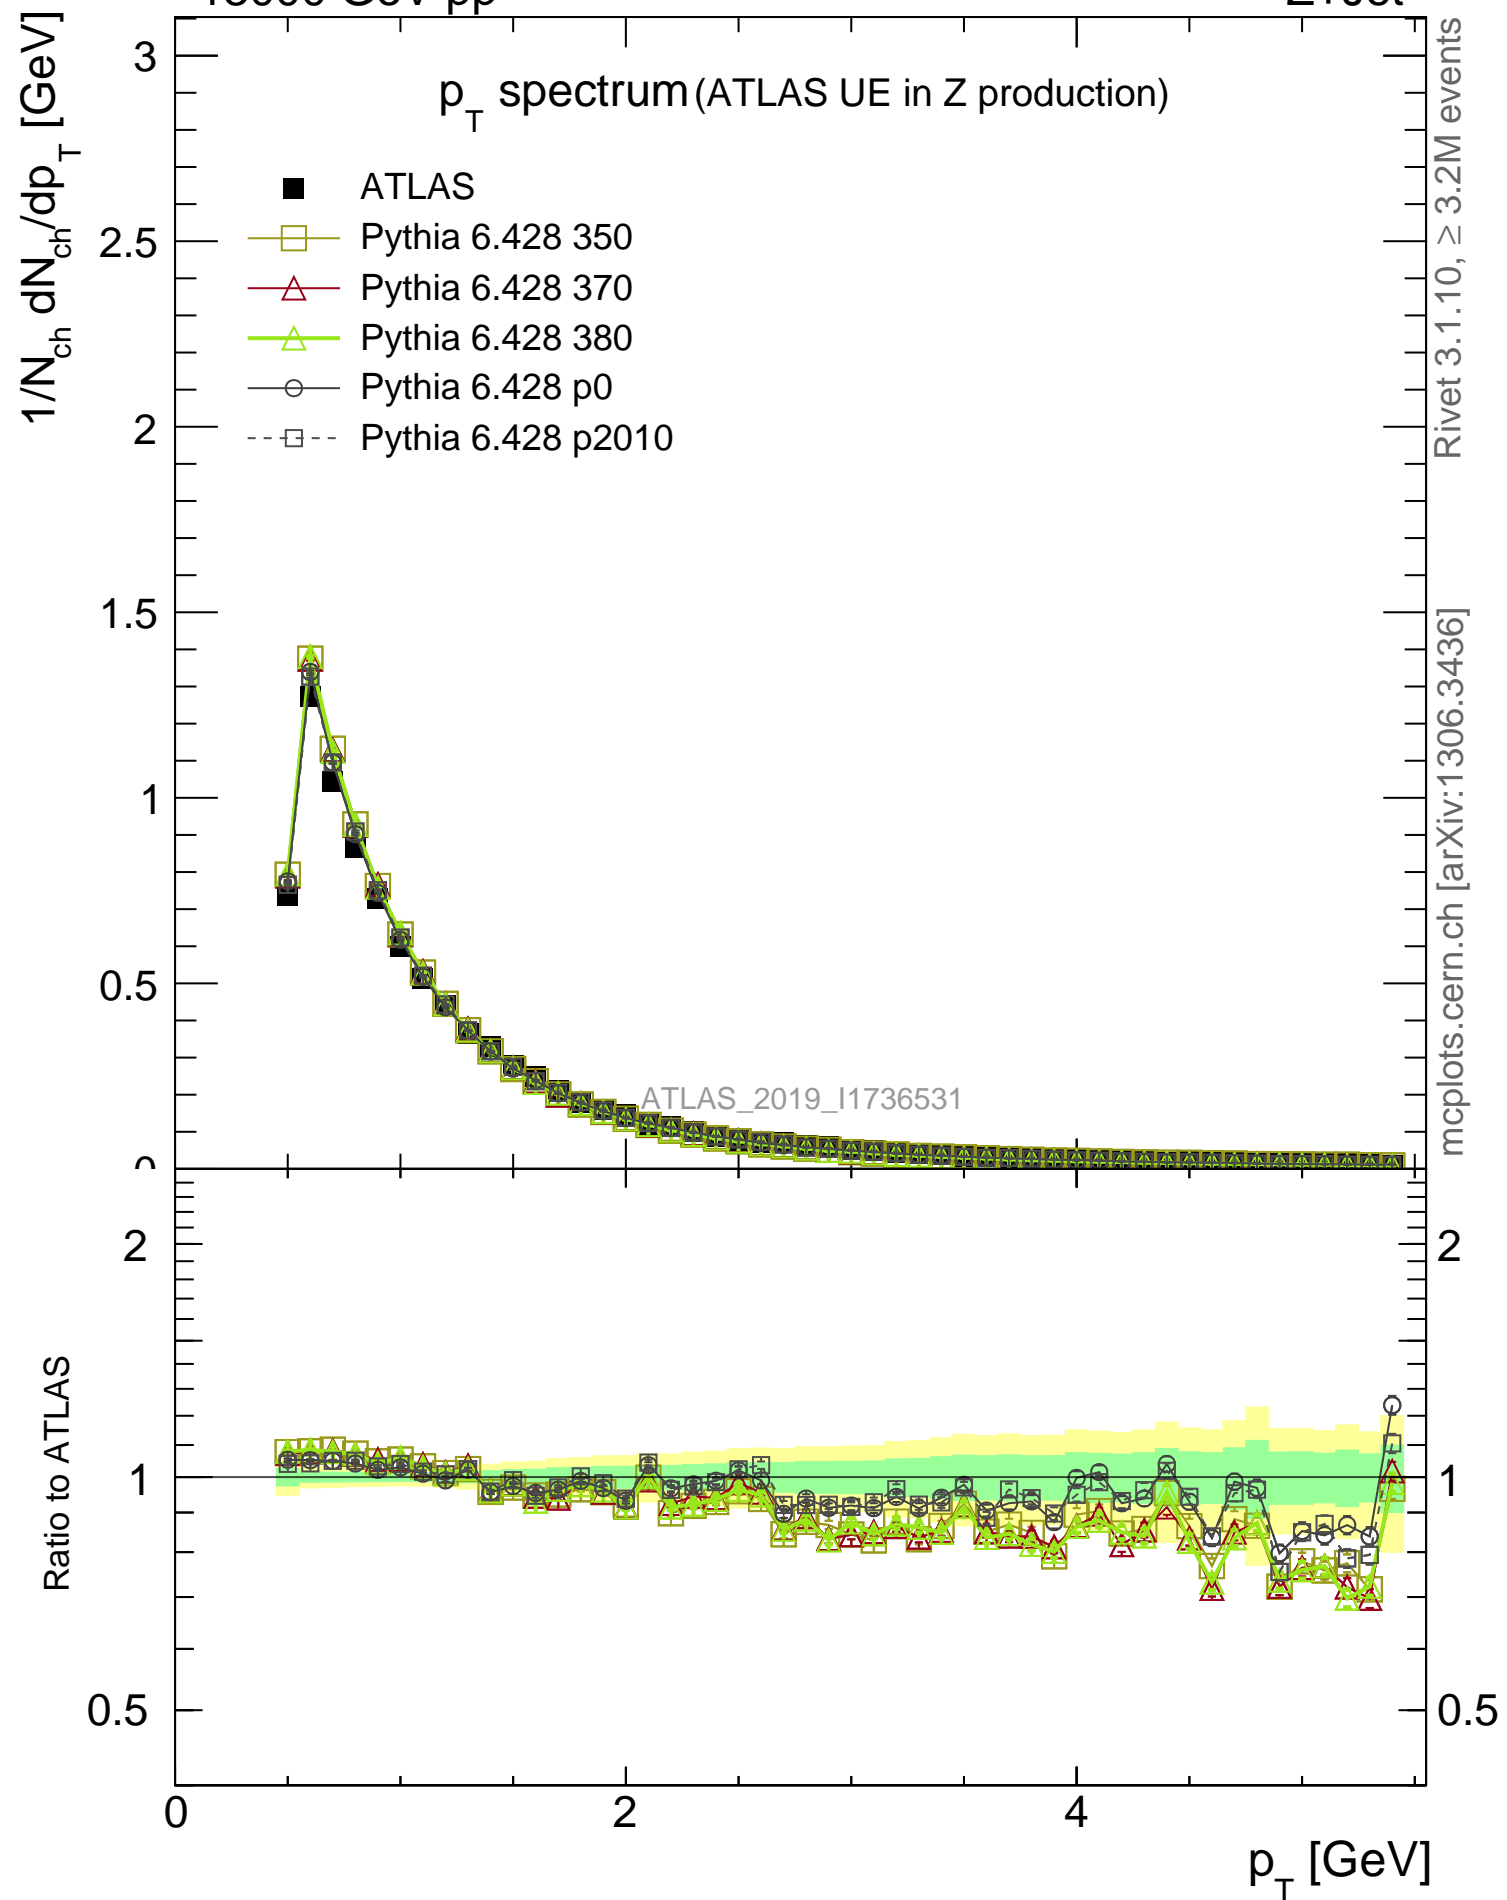 p_T spectrum (ATLAS UE in Z production)
1/N_ch dN_ch/dp_T [GeV]
ATLAS
Pythia 6.428 350
Pythia 6.428 370
Pythia 6.428 380
Pythia 6.428 p0
Pythia 6.428 p2010
3
2.5
2
1.5
1
0.5
ATLAS_2019_I1736531
Rivet 3.1.10, ≥ 3.2M events
mcplots.cern.ch [arXiv:1306.3436]
Ratio to ATLAS
2
1
0.5
2
1
0.5
0
2
4
p_T [GeV]